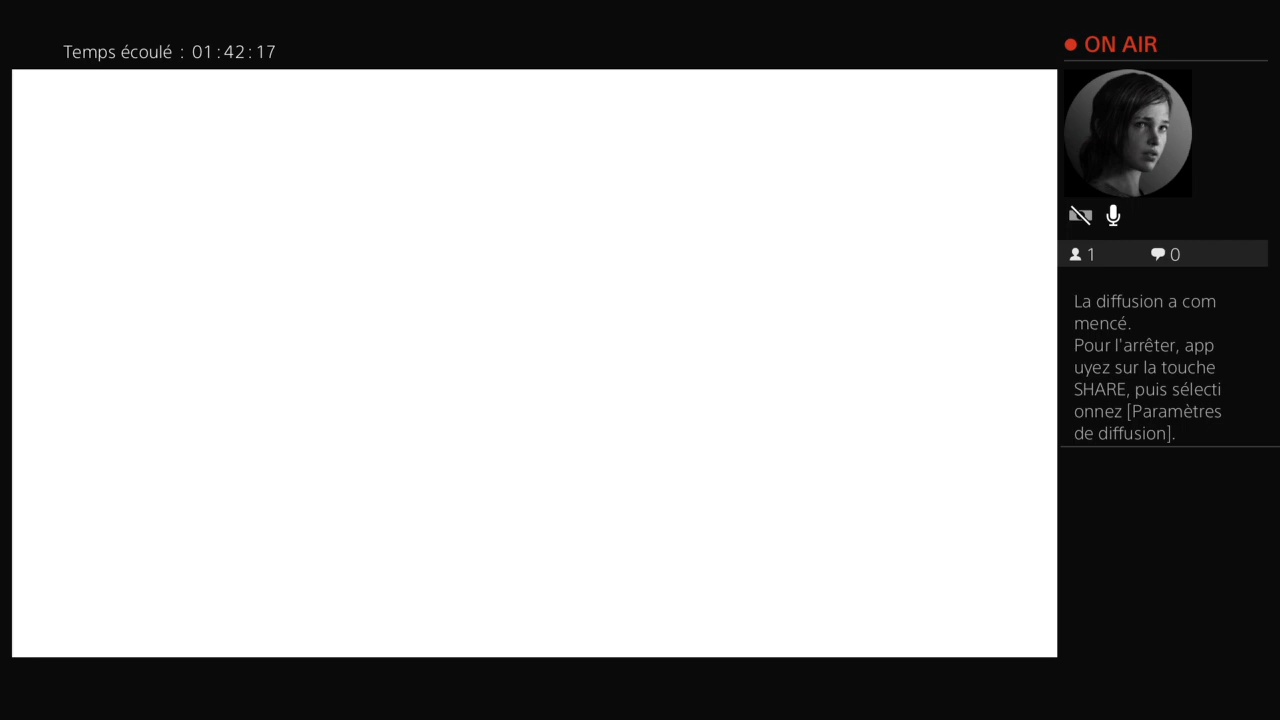 Temps écoulé : 01:42:17
ON AIR
1 0
La diffusion a com
mencé.
Pour l'arrêter, app
uyez sur la touche
SHARE, puis sélecti
onnez [Paramètres
de diffusion].